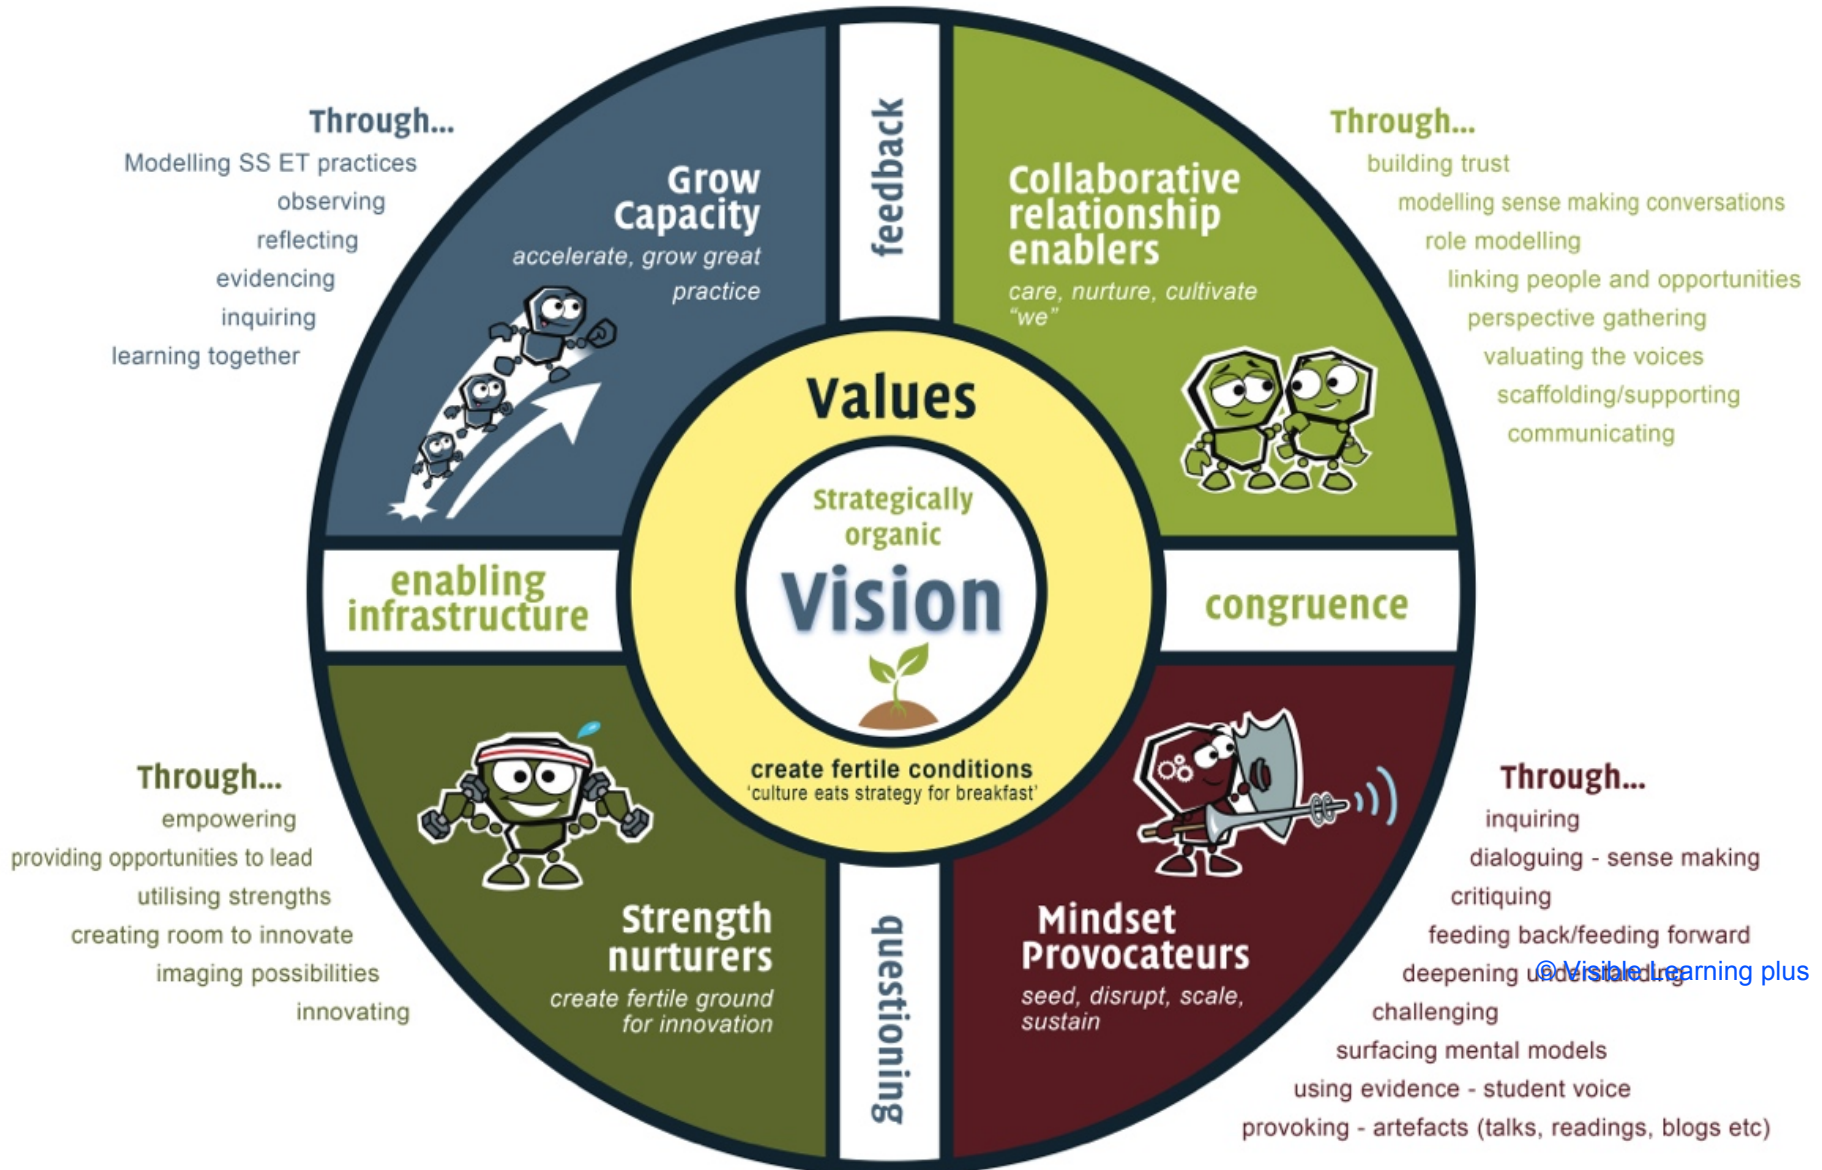 Through...
Modelling SS ET practices
observing
reflecting
evidencing
inquiring
learning together
Grow
Capacity
accelerate, grow great
practice
feedback
Collaborative
relationship
enablers
care, nurture, cultivate
“we”
Through...
building trust
modelling sense making conversations
role modelling
linking people and opportunities
perspective gathering
valuating the voices
scaffolding/supporting
communicating
Values
Strategically
organic
Vision
create fertile conditions
‘culture eats strategy for breakfast’
enabling
infrastructure
congruence
Through...
empowering
providing opportunities to lead
utilising strengths
creating room to innovate
imaging possibilities
innovating
Strength
nurturers
create fertile ground
for innovation
questioning
Mindset
Provocateurs
seed, disrupt, scale,
sustain
Through...
inquiring
dialoguing - sense making
critiquing
feeding back/feeding forward
deepening understanding
© Visible Learning plus
challenging
surfacing mental models
using evidence - student voice
provoking - artefacts (talks, readings, blogs etc)